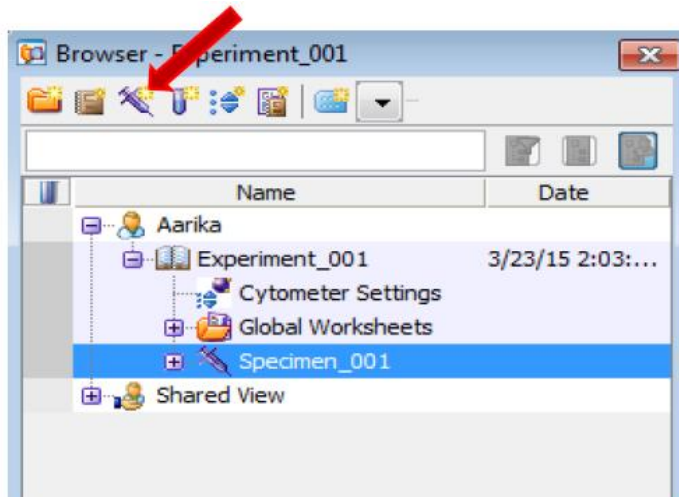 Browser - Experiment_001
Name Date
Aarika
Experiment_001 3/23/15 2:03:...
Cytometer Settings
Global Worksheets
Specimen_001
Shared View